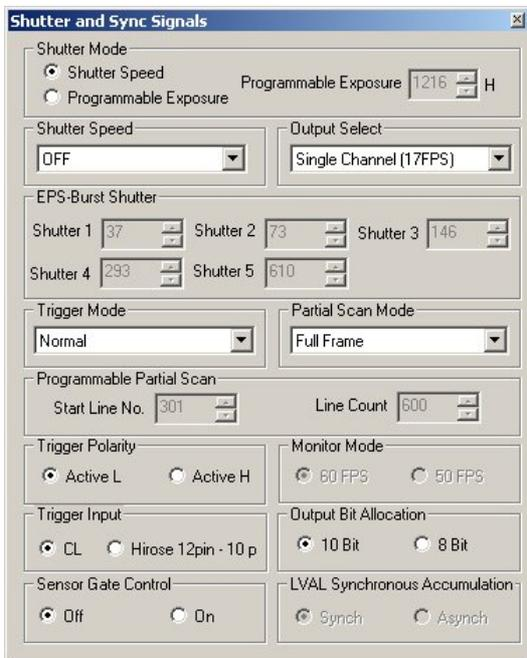 Shutter and Sync Signals
Shutter Mode
Shutter Speed
Programmable Exposure
Programmable Exposure 1216 H
Shutter Speed
OFF
Output Select
Single Channel (17FPS)
EPS-Burst Shutter
Shutter 1 37 Shutter 2 73 Shutter 3 146
Shutter 4 293 Shutter 5 610
Trigger Mode
Normal
Partial Scan Mode
Full Frame
Programmable Partial Scan
Start Line No. 301 Line Count 600
Trigger Polarity
Active L Active H
Monitor Mode
60 FPS 50 FPS
Trigger Input
CL Hirose 12pin - 10 p
Output Bit Allocation
10 Bit 8 Bit
Sensor Gate Control
Off On
LVAL Synchronous Accumulation
Synch Asynch